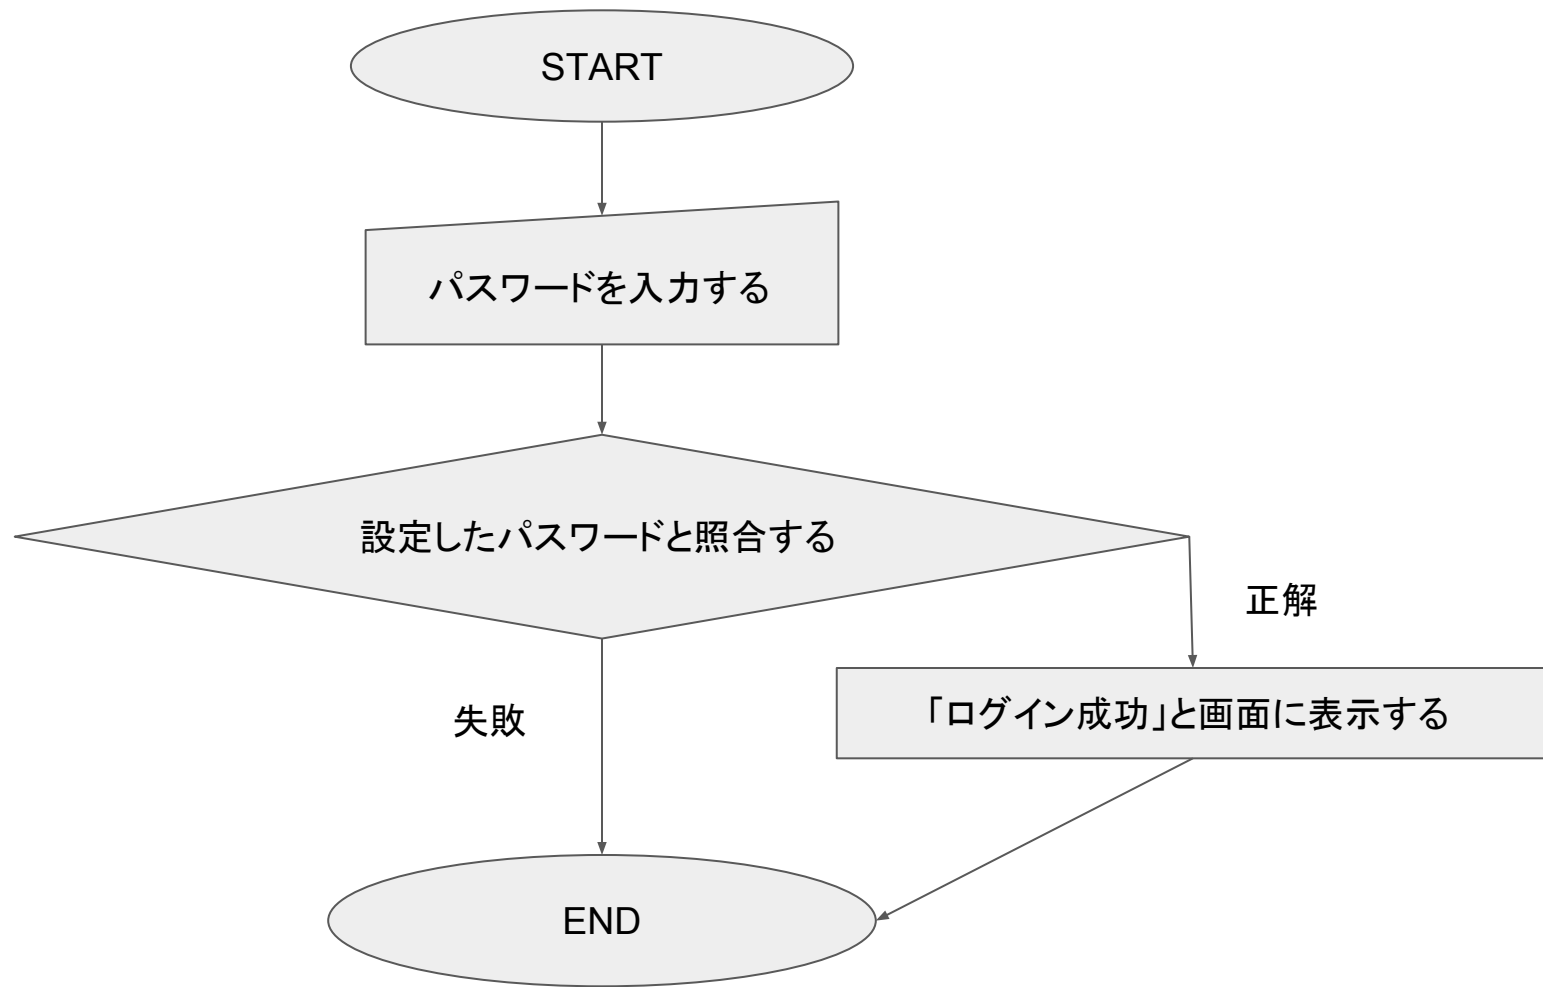 START
パスワードを入力する
設定したパスワードと照合する
正解
「ログイン成功」と画面に表示する
失敗
END